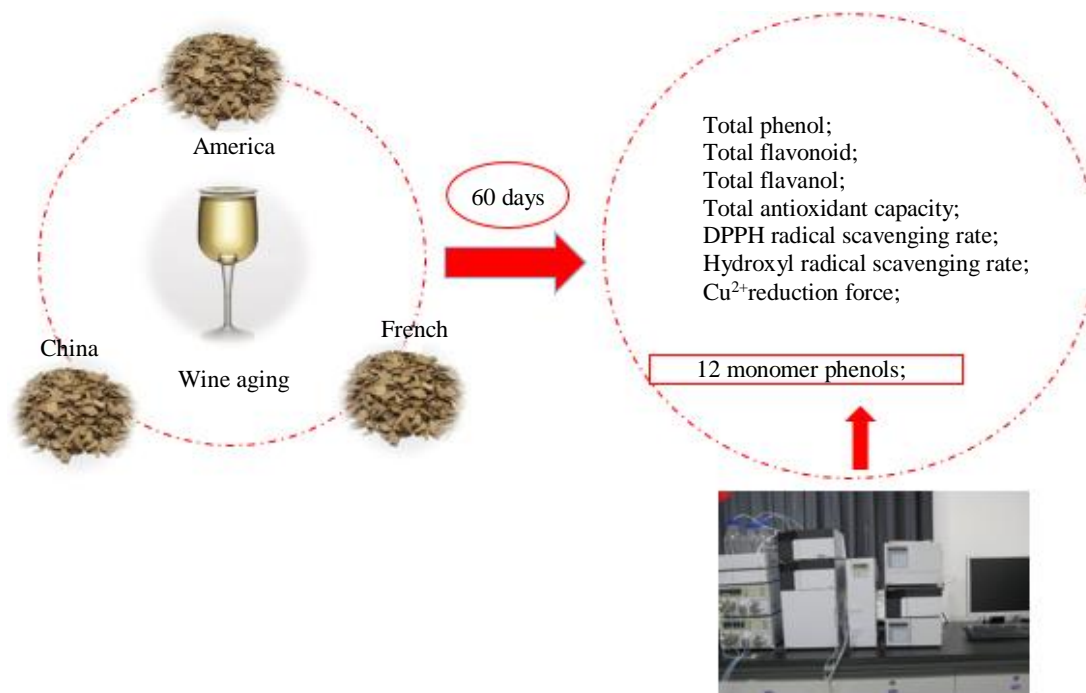 America
China
French
Wine aging
60 days
Total phenol;
Total flavonoid;
Total flavanol;
Total antioxidant capacity;
DPPH radical scavenging rate;
Hydroxyl radical scavenging rate;
Cu²⁺reduction force;
12 monomer phenols;